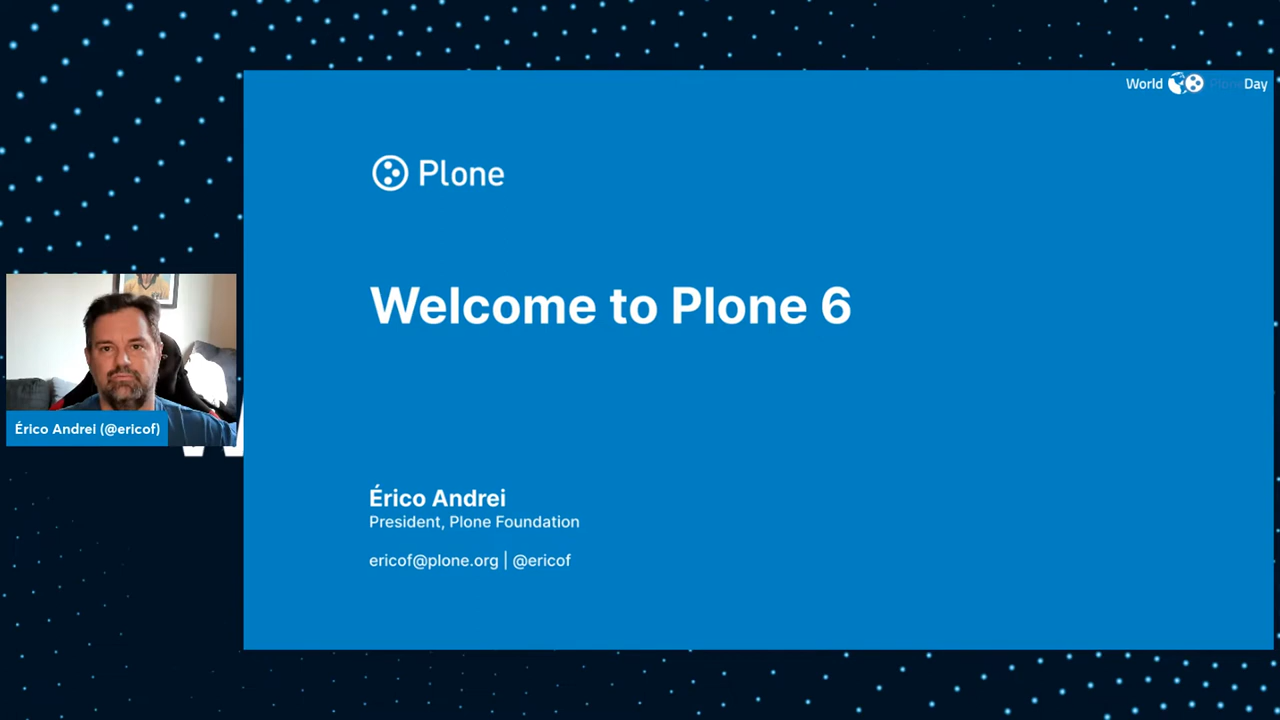 World Plone Day
Plone
Welcome to Plone 6
Érico Andrei (@ericof)
Érico Andrei
President, Plone Foundation
ericof@plone.org | @ericof